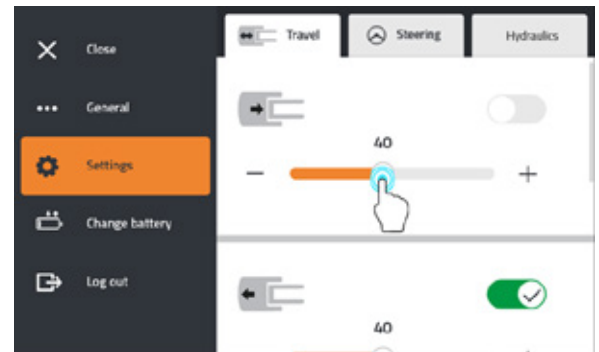 Close
General
Settings
Change battery
Log out
Travel
Steering
Hydraulics
40
40